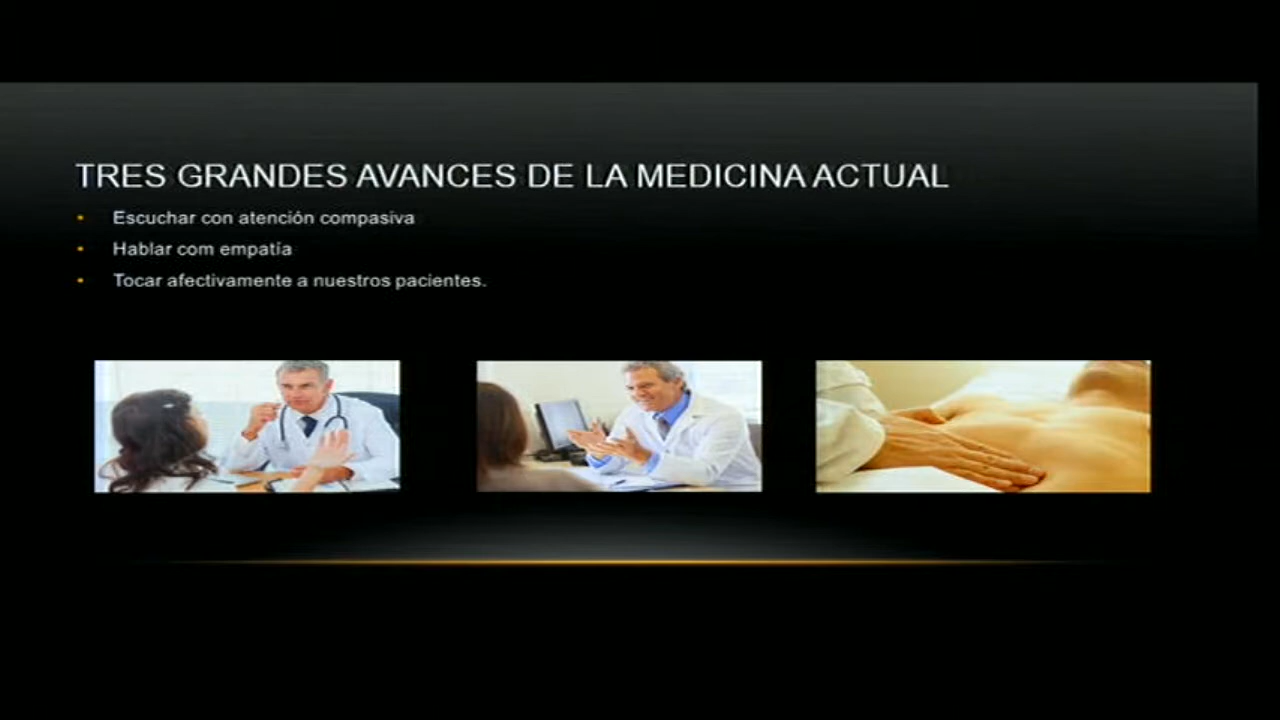 TRES GRANDES AVANCES DE LA MEDICINA ACTUAL
• Escuchar con atención compasiva
• Hablar com empatía
• Tocar afectivamente a nuestros pacientes.